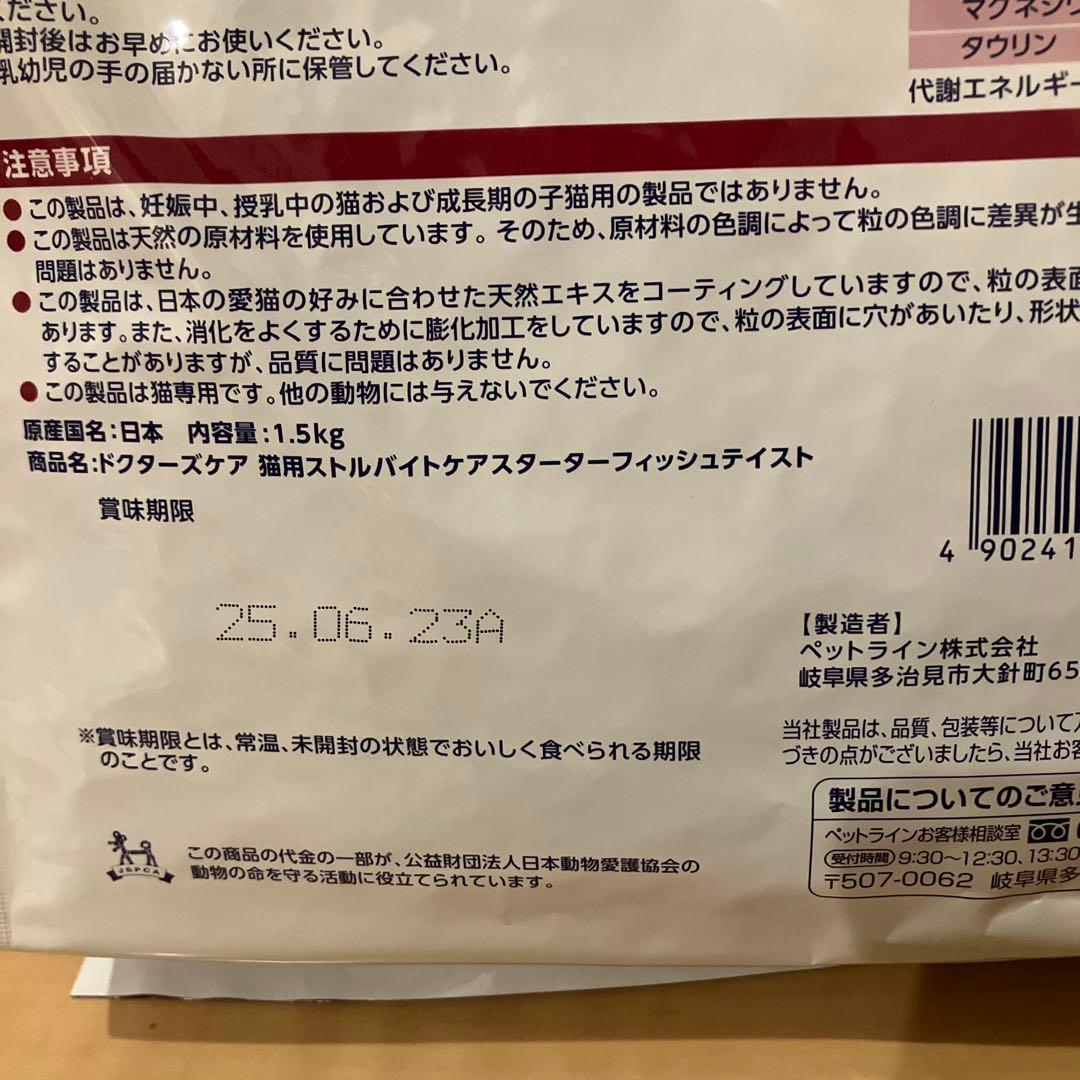 ください。
開封後はお早めにお使いください。
乳幼児の手の届かない所に保管してください。
マグネシウ
タウリン
代謝エネルギー
注意事項
●この製品は、妊娠中、授乳中の猫および成長期の子猫用の製品ではありません。
●この製品は天然の原材料を使用しています。そのため、原材料の色調によって粒の色調に差異が生
問題はありません。
●この製品は、日本の愛猫の好みに合わせた天然エキスをコーティングしていますので、粒の表面
あります。また、消化をよくするために膨化加工をしていますので、粒の表面に穴があいたり、形状
することがありますが、品質に問題はありません。
●この製品は猫専用です。他の動物には与えないでください。
原産国名:日本 内容量:1.5kg
商品名:ドクターズケア 猫用ストルバイトケアスターターフィッシュテイスト
賞味期限
4 90241
25.06.23A
【製造者】
ペットライン株式会社
岐阜県多治見市大針町65
※賞味期限とは、常温、未開封の状態でおいしく食べられる期限
のことです。
当社製品は、品質、包装等について
づきの点がございましたら、当社お客
製品についてのご意見
ペットラインお客様相談室
受付時間 9:30〜12:30、13:30
〒507-0062 岐阜県多
JSPCA
この商品の代金の一部が、公益財団法人日本動物愛護協会の
動物の命を守る活動に役立てられています。